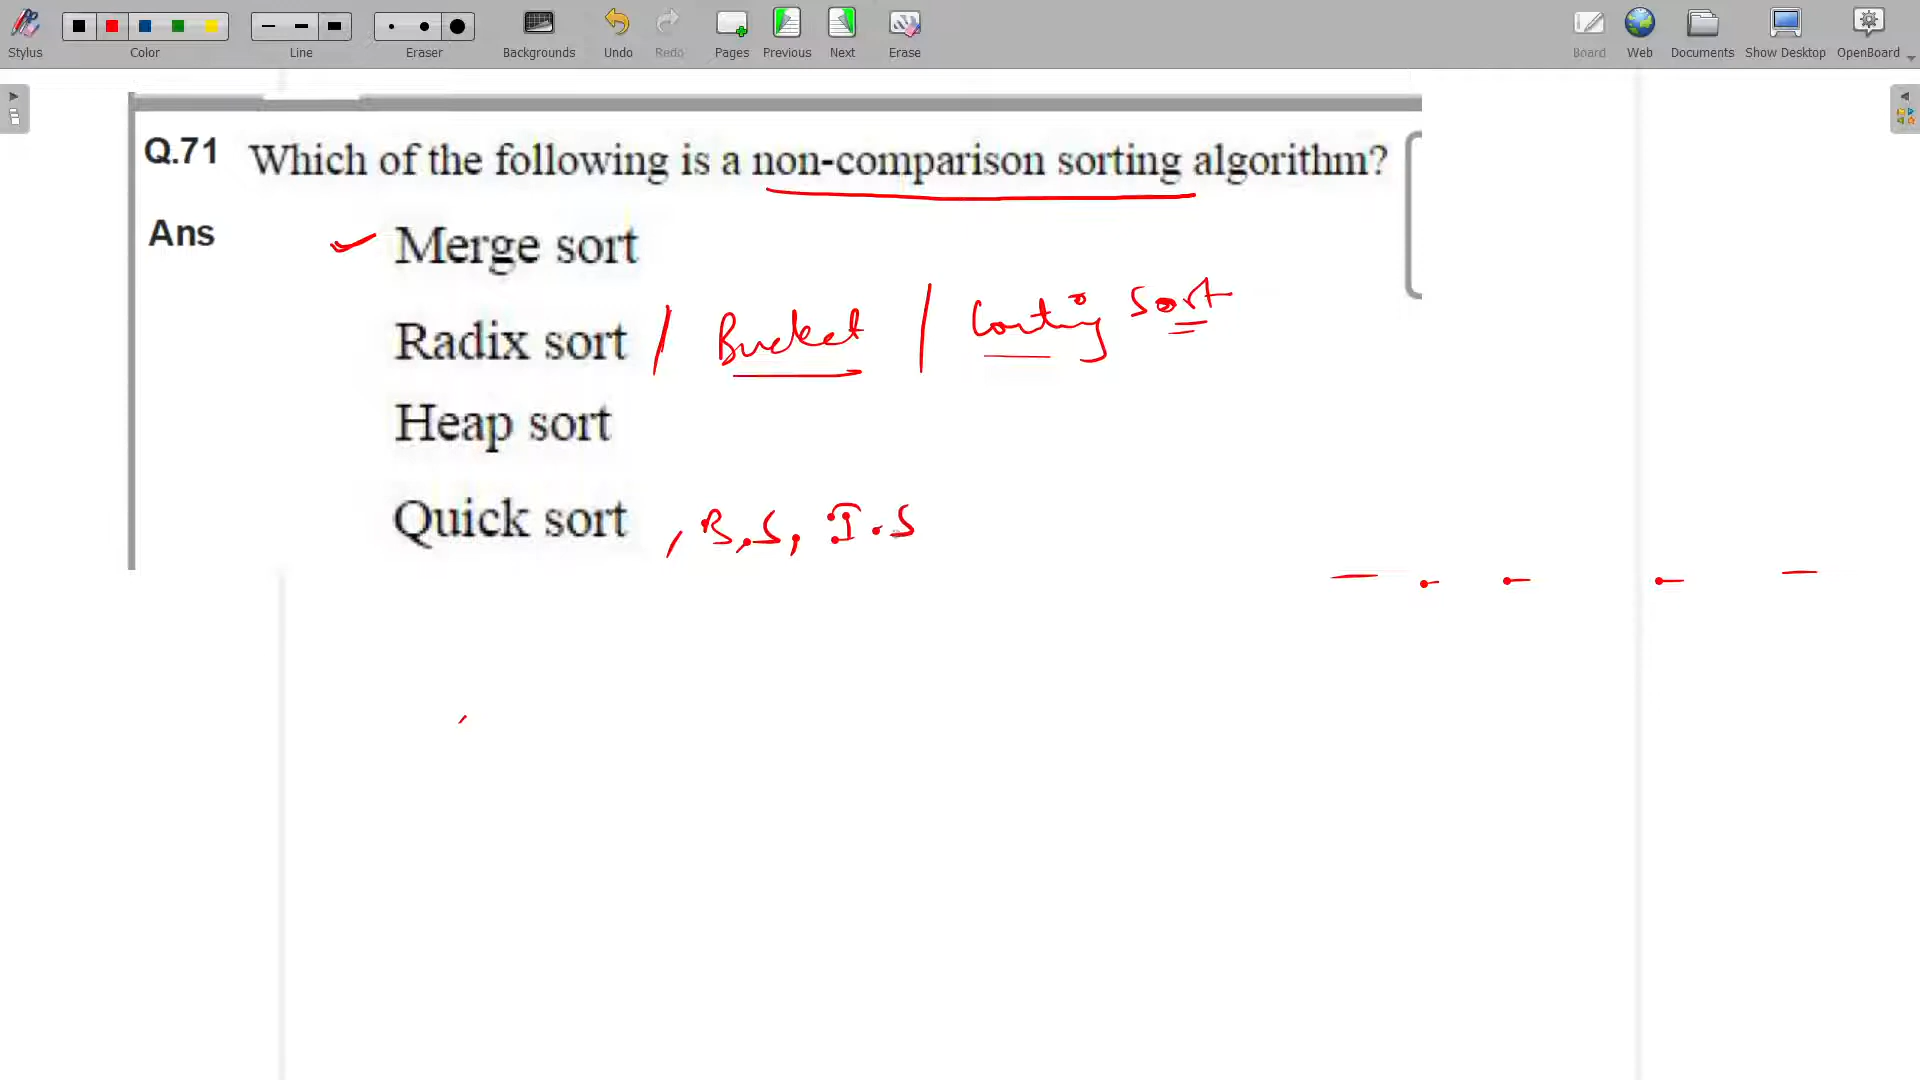 Stylus Color Line Eraser Backgrounds Undo Redo Pages Previous Next Erase Board Web Documents Show Desktop OpenBoard
Q.71 Which of the following is a non-comparison sorting algorithm?
Ans
Merge sort
Radix sort / Bucket / Counting Sort
Heap sort
Quick sort , B.S, I.S